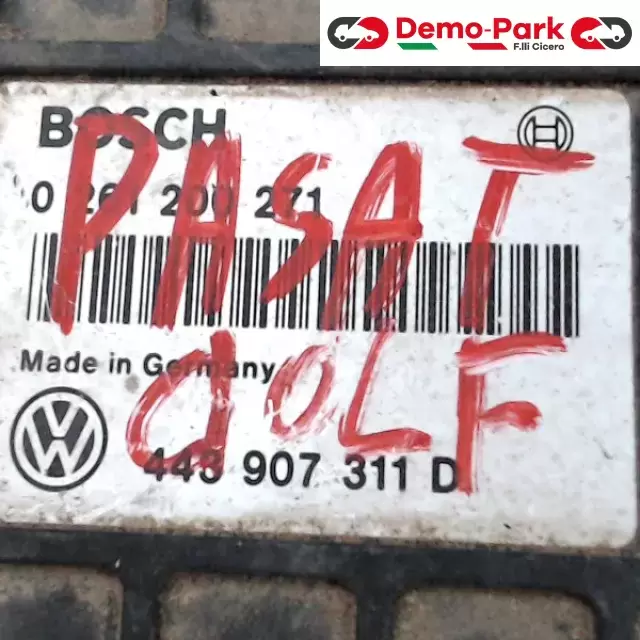 Demo-Park
F.lli Cicero
BOSCH
0 261 200 271
PASAT
Made in Germany
GOLF
443 907 311 D